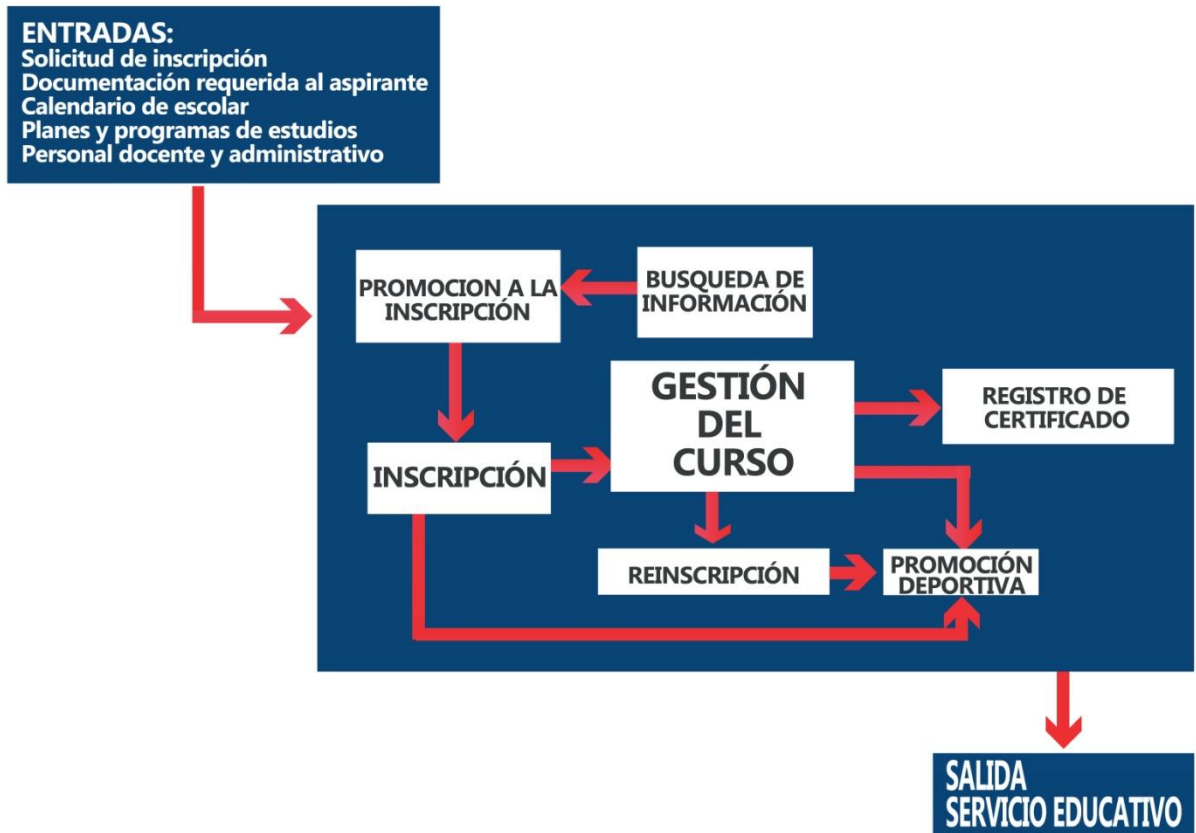 ENTRADAS:
Solicitud de inscripción
Documentación requerida al aspirante
Calendario de escolar
Planes y programas de estudios
Personal docente y administrativo
PROMOCION A LA
INSCRIPCIÓN
BUSQUEDA DE
INFORMACIÓN
GESTIÓN
DEL
CURSO
REGISTRO DE
CERTIFICADO
INSCRIPCIÓN
REINSCRIPCIÓN
PROMOCIÓN
DEPORTIVA
SALIDA
SERVICIO EDUCATIVO